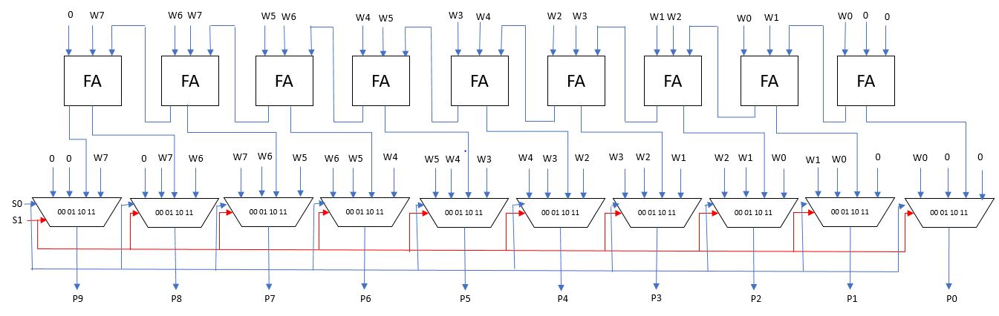 0 W7 W6 W7 W5 W6 W4 W5 W3 W4 W2 W3 W1 W2 W0 W1 W0 0 0
FA FA FA FA FA FA FA FA FA
0 0 W7 0 W7 W6 W7 W6 W5 W6 W5 W4 W5 W4 W3 W4 W3 W2 W3 W2 W1 W2 W1 W0 W1 W0 0 W0 0 0
S0
00 01 10 11 00 01 10 11 00 01 10 11 00 01 10 11 00 01 10 11 00 01 10 11 00 01 10 11 00 01 10 11 00 01 10 11 00 01 10 11
S1
P9 P8 P7 P6 P5 P4 P3 P2 P1 P0